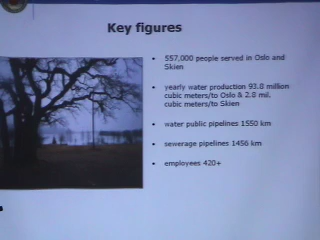 Key figures
• 557,000 people served in Oslo and
Skien
• yearly water production 93.8 million
cubic meters/to Oslo & 2.8 mil.
cubic meters/to Skien
• water public pipelines 1550 km
• sewerage pipelines 1456 km
• employees 420+